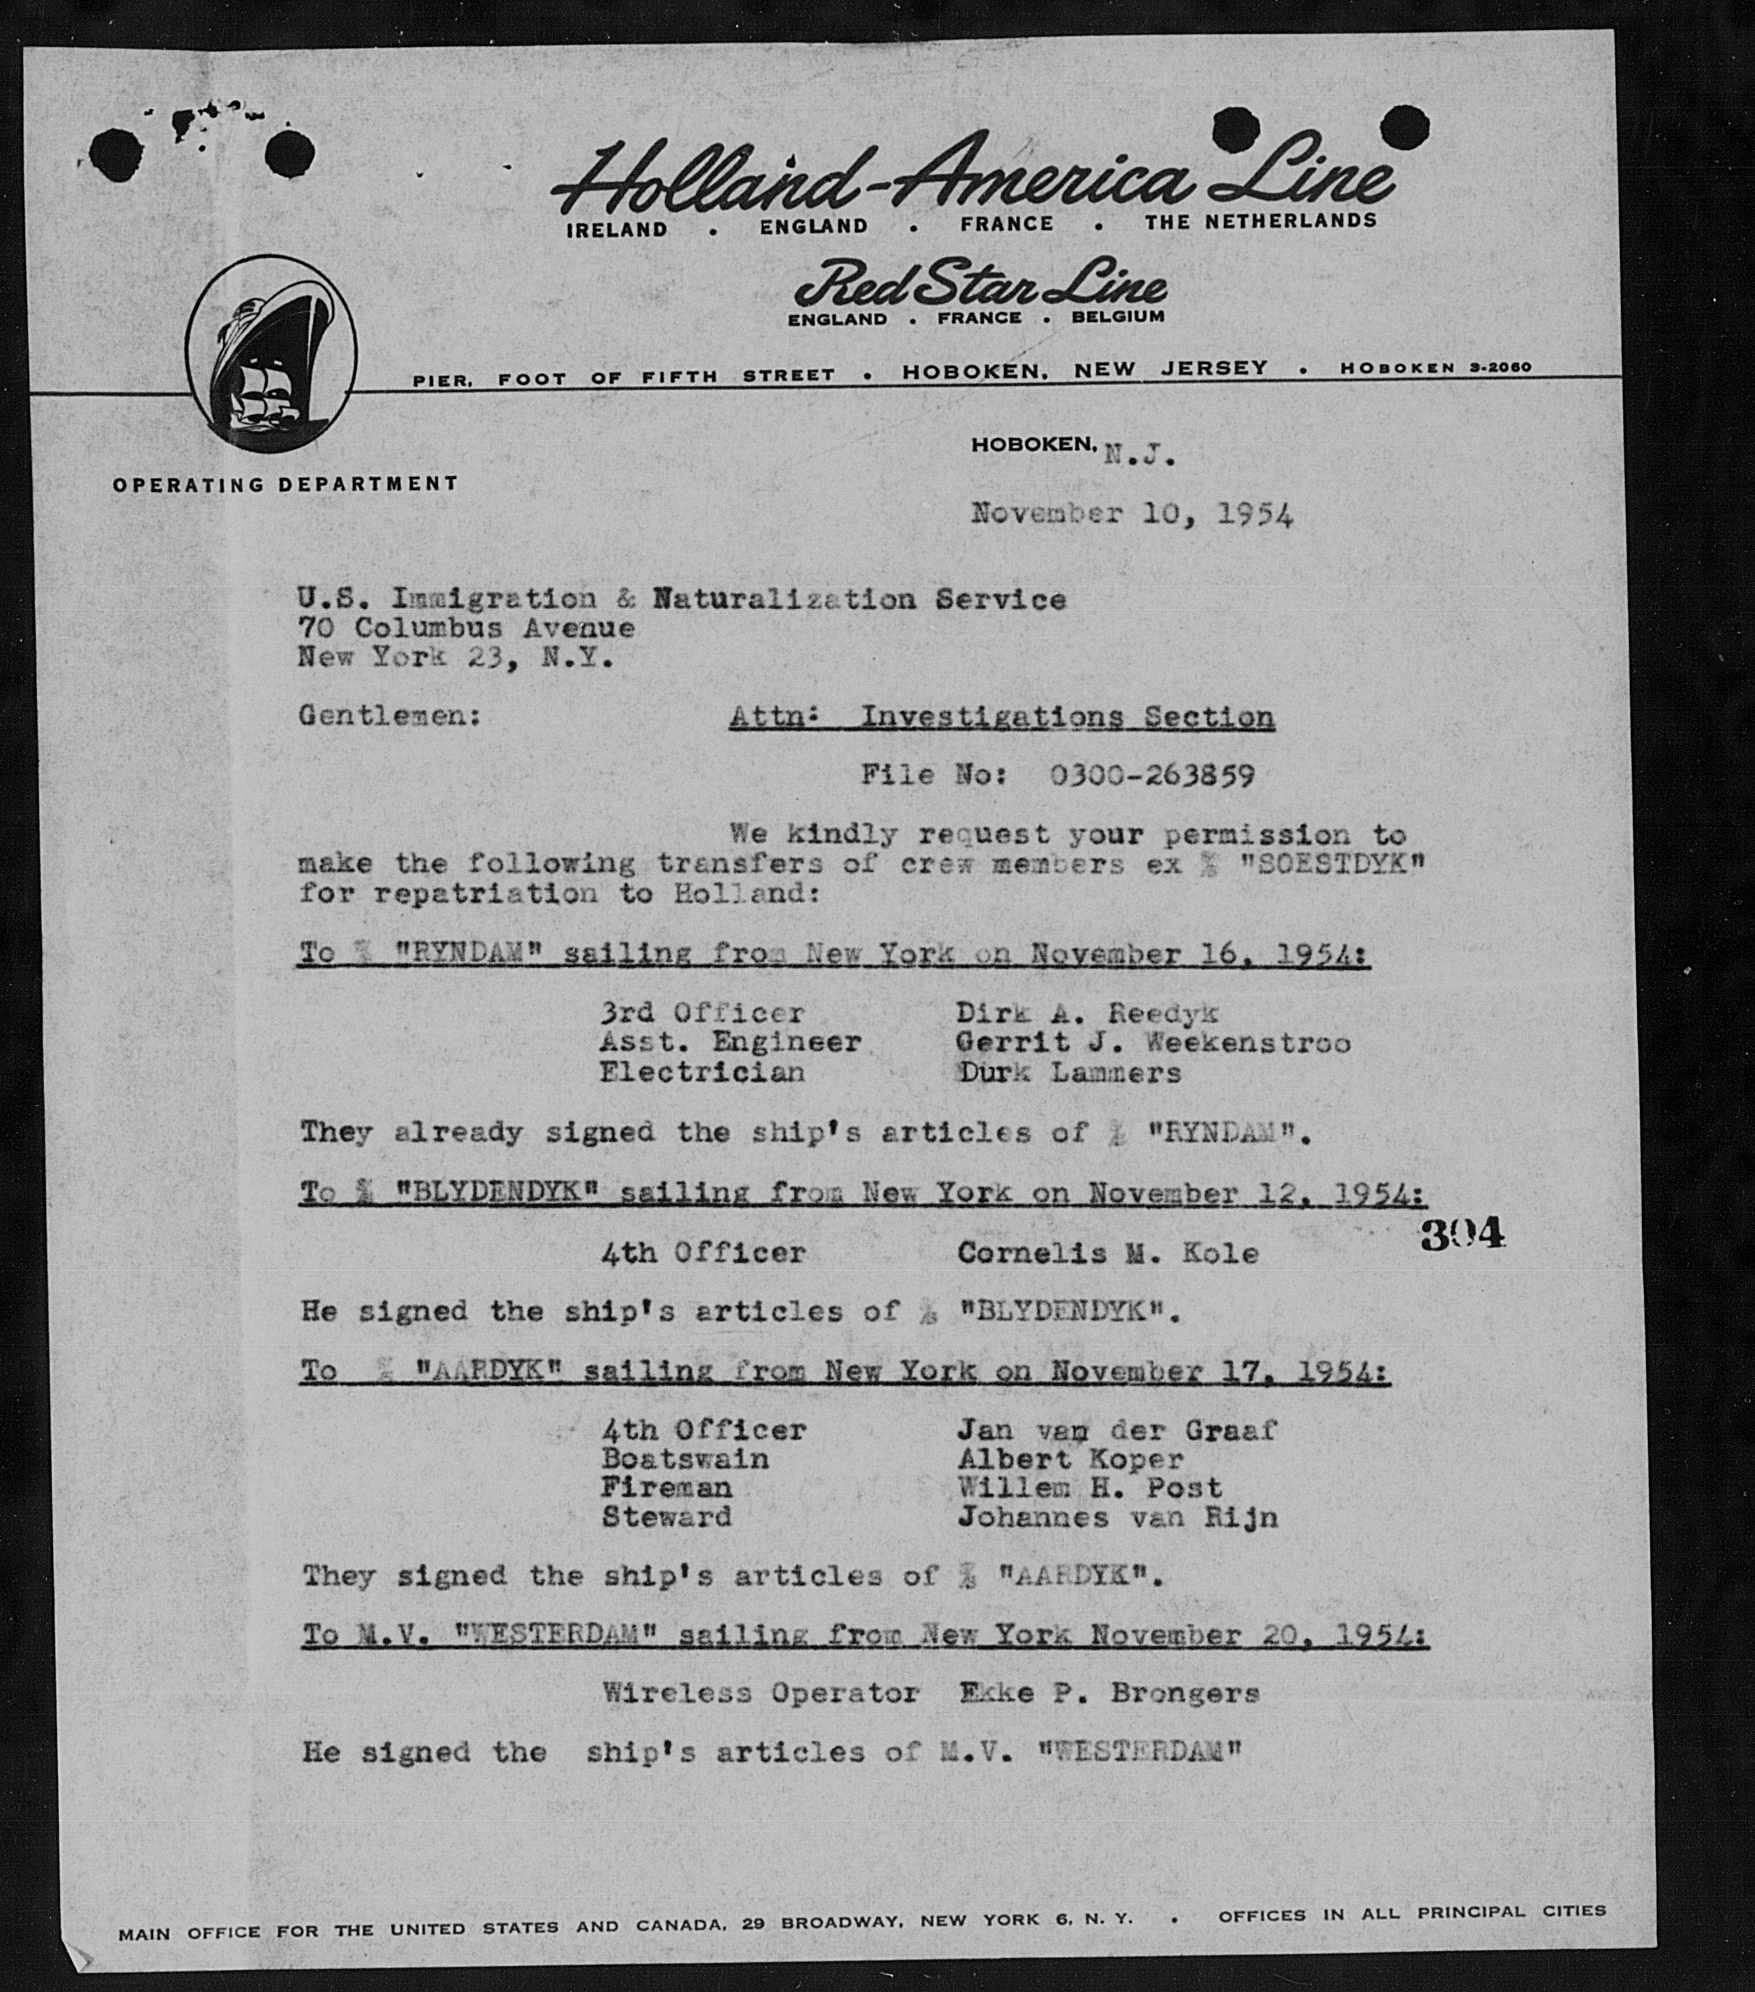 Holland-America Line
IRELAND . ENGLAND . FRANCE . THE NETHERLANDS
Red Star Line
ENGLAND . FRANCE . BELGIUM
PIER, FOOT OF FIFTH STREET . HOBOKEN, NEW JERSEY . HOBOKEN 3-2060
HOBOKEN, N.J.
OPERATING DEPARTMENT
November 10, 1954
U.S. Immigration & Naturalization Service
70 Columbus Avenue
New York 23, N.Y.
Gentlemen: Attn: Investigations Section
File No: 0300-263859
We kindly request your permission to
make the following transfers of crew members ex "SOESTDYK"
for repatriation to Holland:
To "RYNDAM" sailing from New York on November 16, 1954:
3rd Officer Dirk A. Reedyk
Asst. Engineer Gerrit J. Weekenstroo
Electrician Durk Lammers
They already signed the ship's articles of "RYNDAM".
To "BLYDENDYK" sailing from New York on November 12, 1954:
304
4th Officer Cornelis M. Kole
He signed the ship's articles of "BLYDENDYK".
To "AARDYK" sailing from New York on November 17, 1954:
4th Officer Jan van der Graaf
Boatswain Albert Koper
Fireman Willem H. Post
Steward Johannes van Rijn
They signed the ship's articles of "AARDYK".
To M.V. "WESTERDAM" sailing from New York November 20, 1954:
Wireless Operator Ekke P. Brongers
He signed the ship's articles of M.V. "WESTERDAM"
MAIN OFFICE FOR THE UNITED STATES AND CANADA, 29 BROADWAY, NEW YORK 6, N. Y. . OFFICES IN ALL PRINCIPAL CITIES